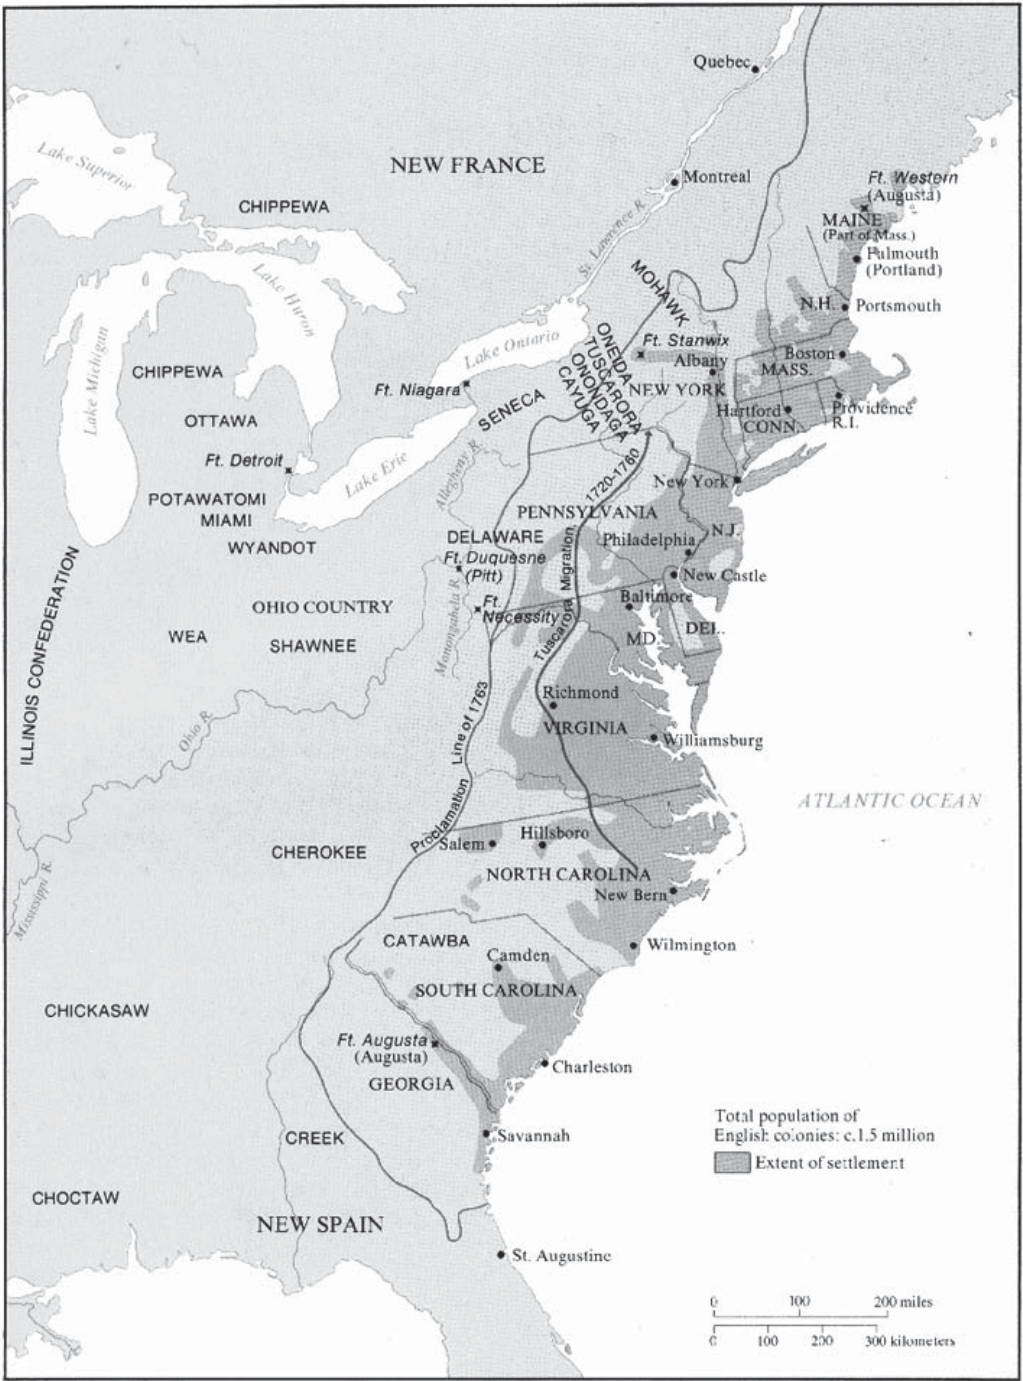 Quebec
Lake Superior
NEW FRANCE
Montreal
Ft. Western
(Augusta)
CHIPPEWA
MAINE
(Part of Mass.)
St. Lawrence R.
Falmouth
(Portland)
Lake Huron
MOHAWK
N.H.
Portsmouth
Lake Michigan
Lake Ontario
ONEIDA
TUSCARORA
ONONDAGA
CAYUGA
Ft. Stanwix
Albany
Boston
MASS.
CHIPPEWA
Ft. Niagara
NEW YORK
SENECA
Hartford
CONN.
Providence
R.I.
OTTAWA
Ft. Detroit
Lake Erie
Allegheny R.
New York
POTAWATOMI
MIAMI
WYANDOT
1720-1760
PENNSYLVANIA
N.J.
DELAWARE
Ft. Duquesne
(Pitt)
Philadelphia
New Castle
Tuscarora Migration
Baltimore
OHIO COUNTRY
Ft.
Necessity
WEA
SHAWNEE
Monongahela R.
MD.
DEL.
ILLINOIS CONFEDERATION
Richmond
VIRGINIA
Williamsburg
Ohio R.
Proclamation Line of 1763
ATLANTIC OCEAN
CHEROKEE
Salem
Hillsboro
NORTH CAROLINA
New Bern
Mississippi R.
CATAWBA
Wilmington
Camden
SOUTH CAROLINA
CHICKASAW
Ft. Augusta
(Augusta)
GEORGIA
Charleston
Total population of
English colonies: c.1.5 million
Extent of settlement
CREEK
Savannah
CHOCTAW
NEW SPAIN
St. Augustine
0 100 200 miles
0 100 200 300 kilometers